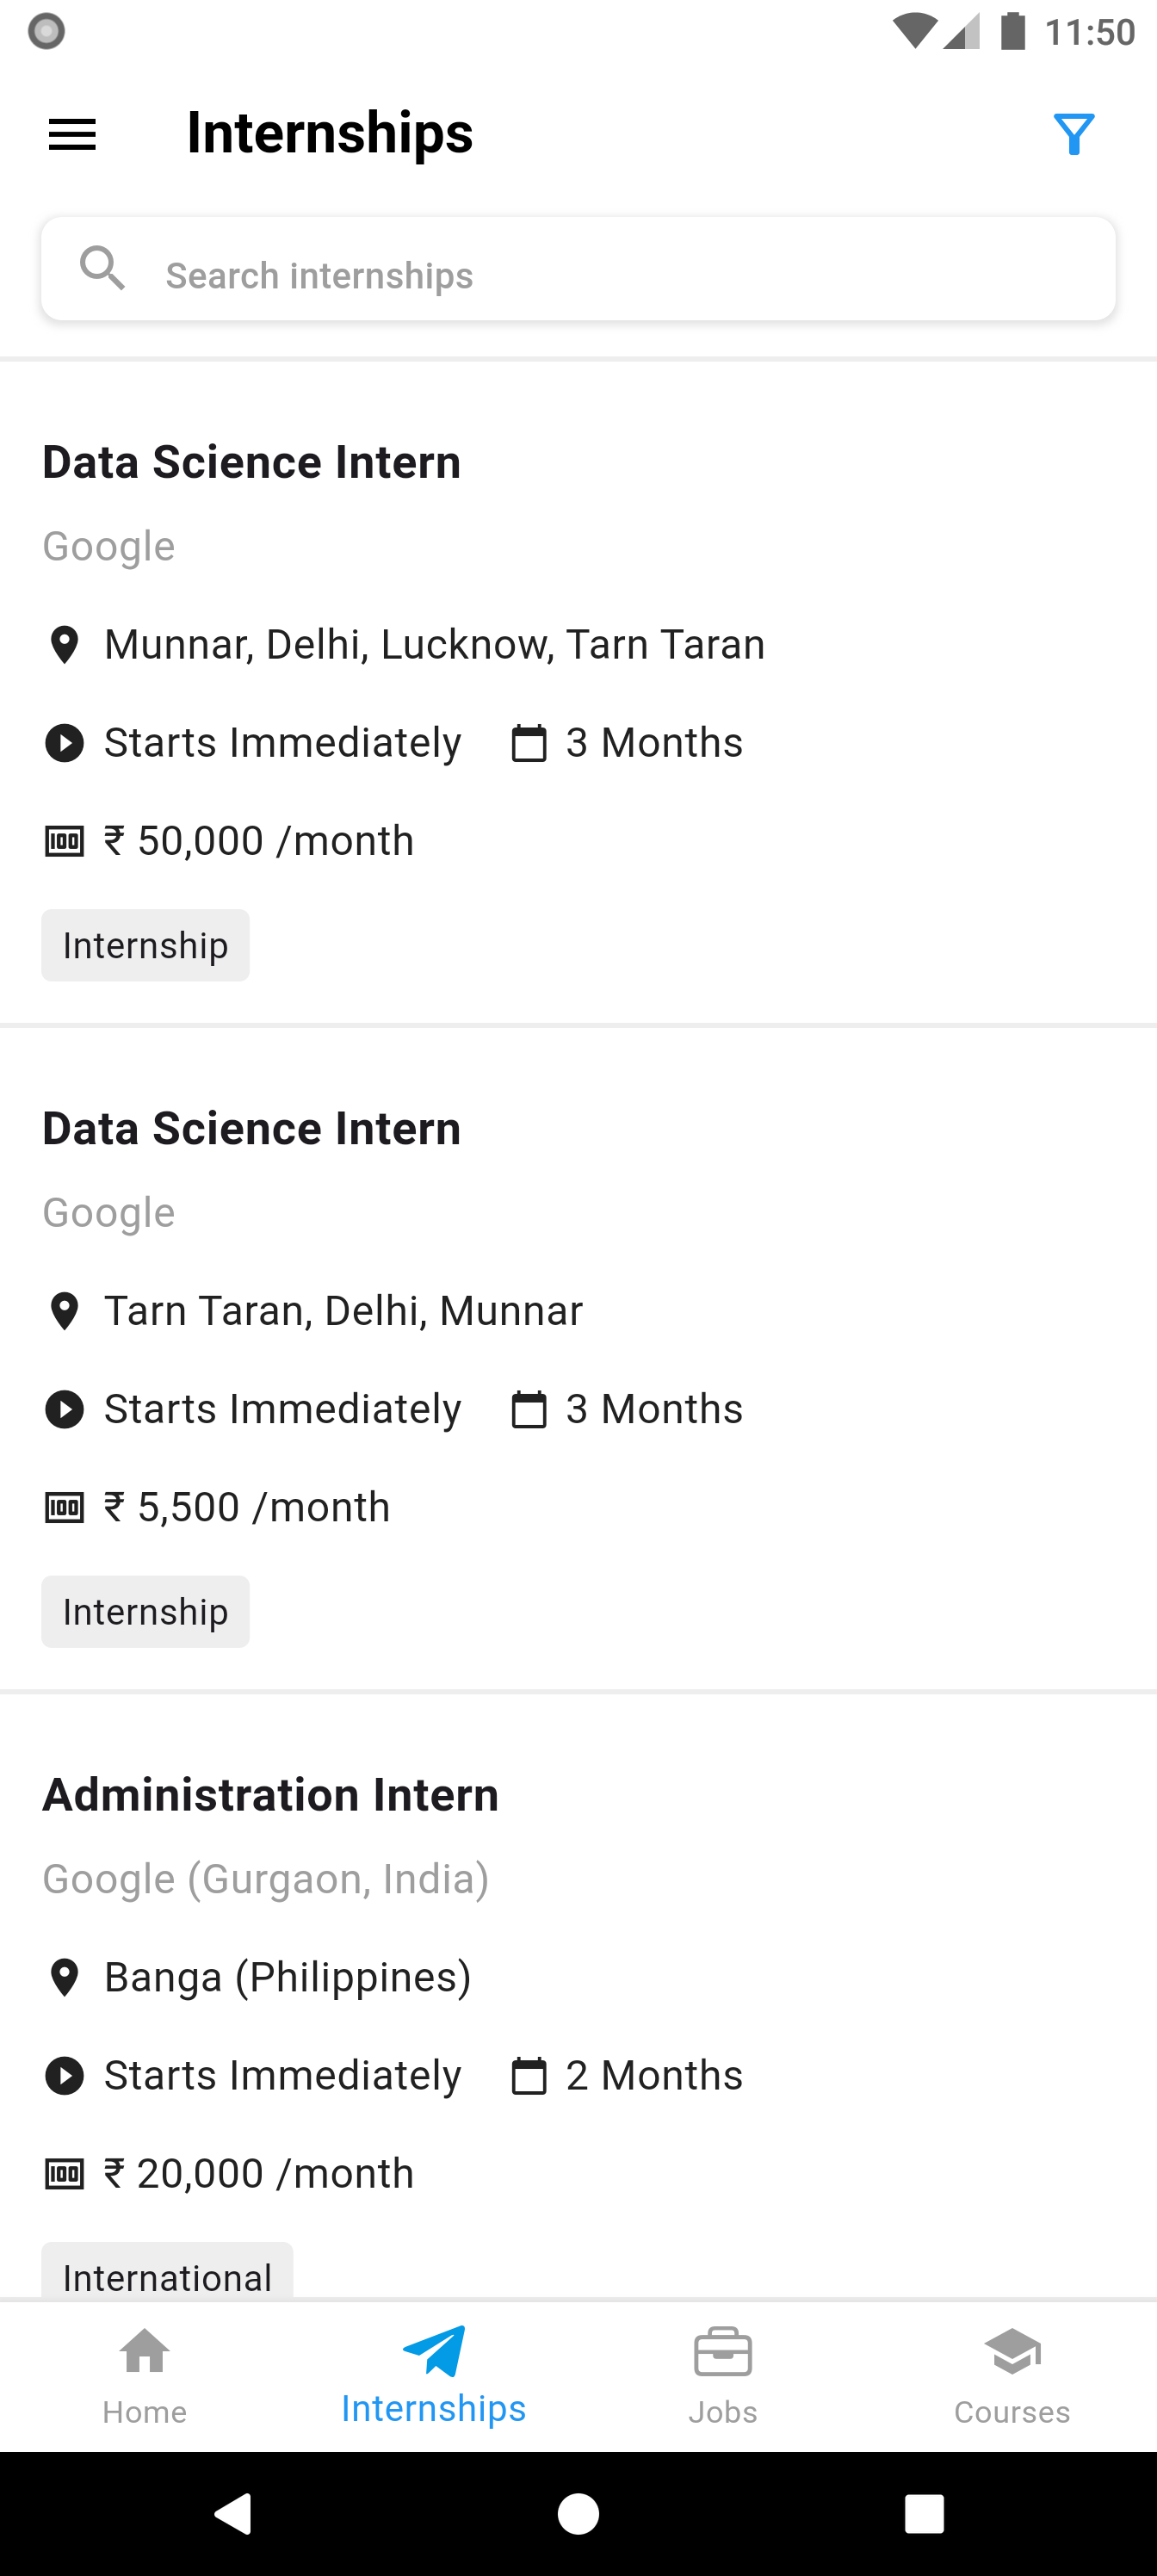 11:50
Internships
Search internships
Data Science Intern
Google
Munnar, Delhi, Lucknow, Tarn Taran
Starts Immediately 3 Months
₹ 50,000 /month
Internship
Data Science Intern
Google
Tarn Taran, Delhi, Munnar
Starts Immediately 3 Months
₹ 5,500 /month
Internship
Administration Intern
Google (Gurgaon, India)
Banga (Philippines)
Starts Immediately 2 Months
₹ 20,000 /month
International
Home Internships Jobs Courses